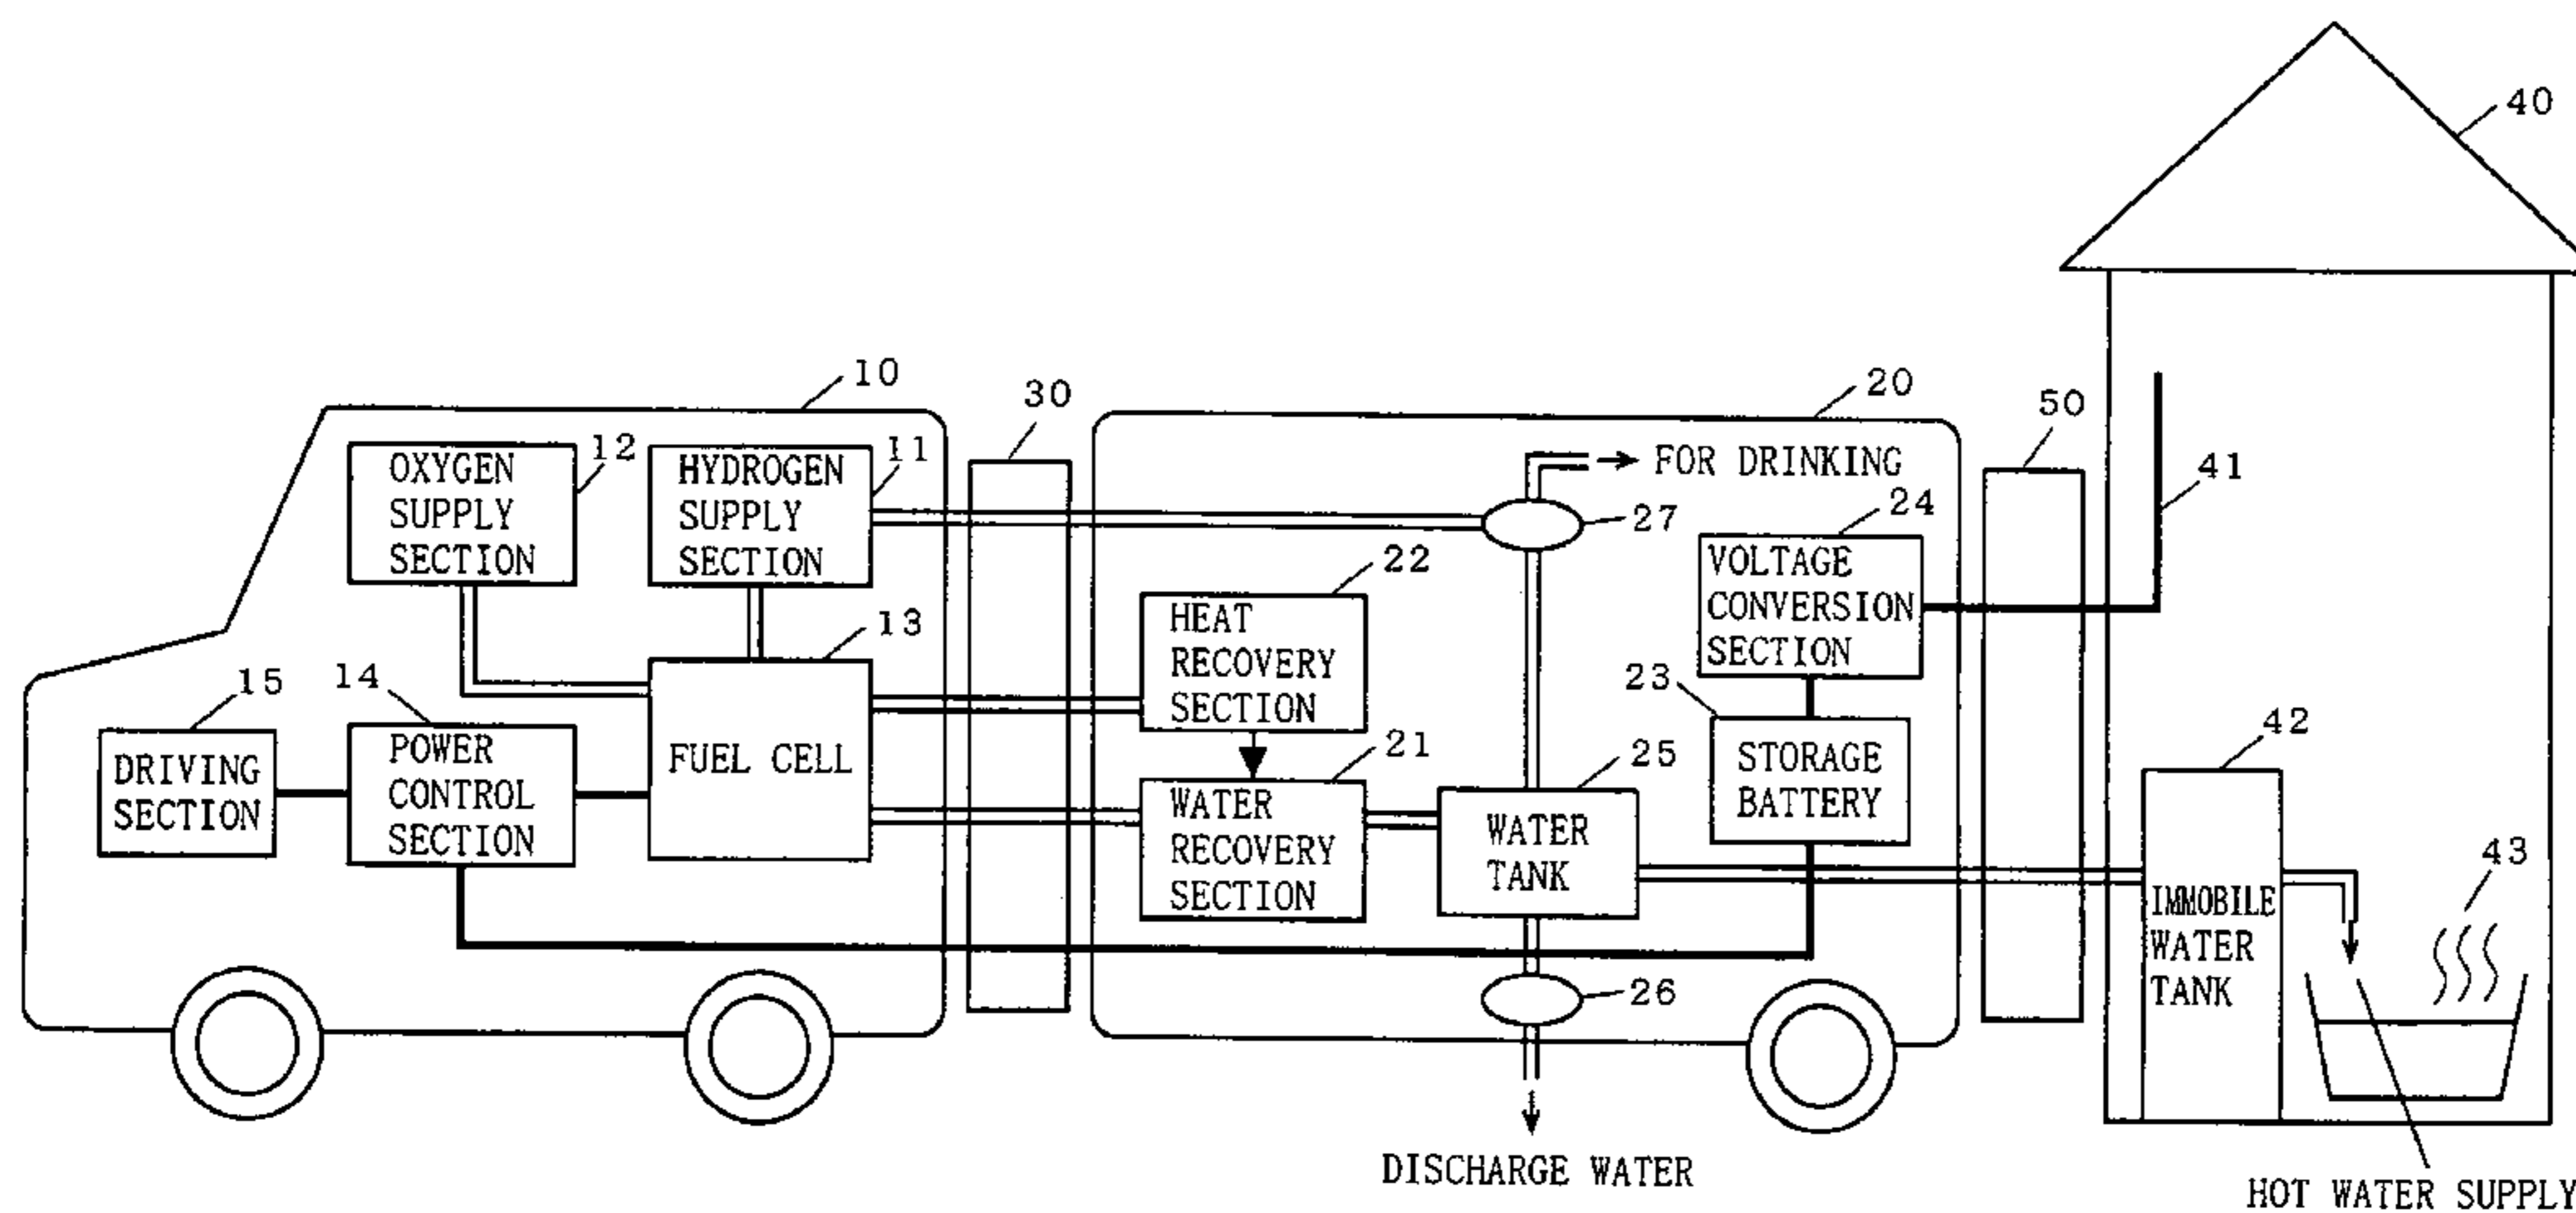 40
10
30
20
50
12
11
OXYGEN
SUPPLY
SECTION
HYDROGEN
SUPPLY
SECTION
FOR DRINKING
41
27
24
22
VOLTAGE
CONVERSION
SECTION
13
HEAT
RECOVERY
SECTION
15
14
23
42
DRIVING
SECTION
POWER
CONTROL
SECTION
FUEL CELL
21
25
STORAGE
BATTERY
WATER
RECOVERY
SECTION
WATER
TANK
43
IMMOBILE
WATER
TANK
26
DISCHARGE WATER
HOT WATER SUPPLY